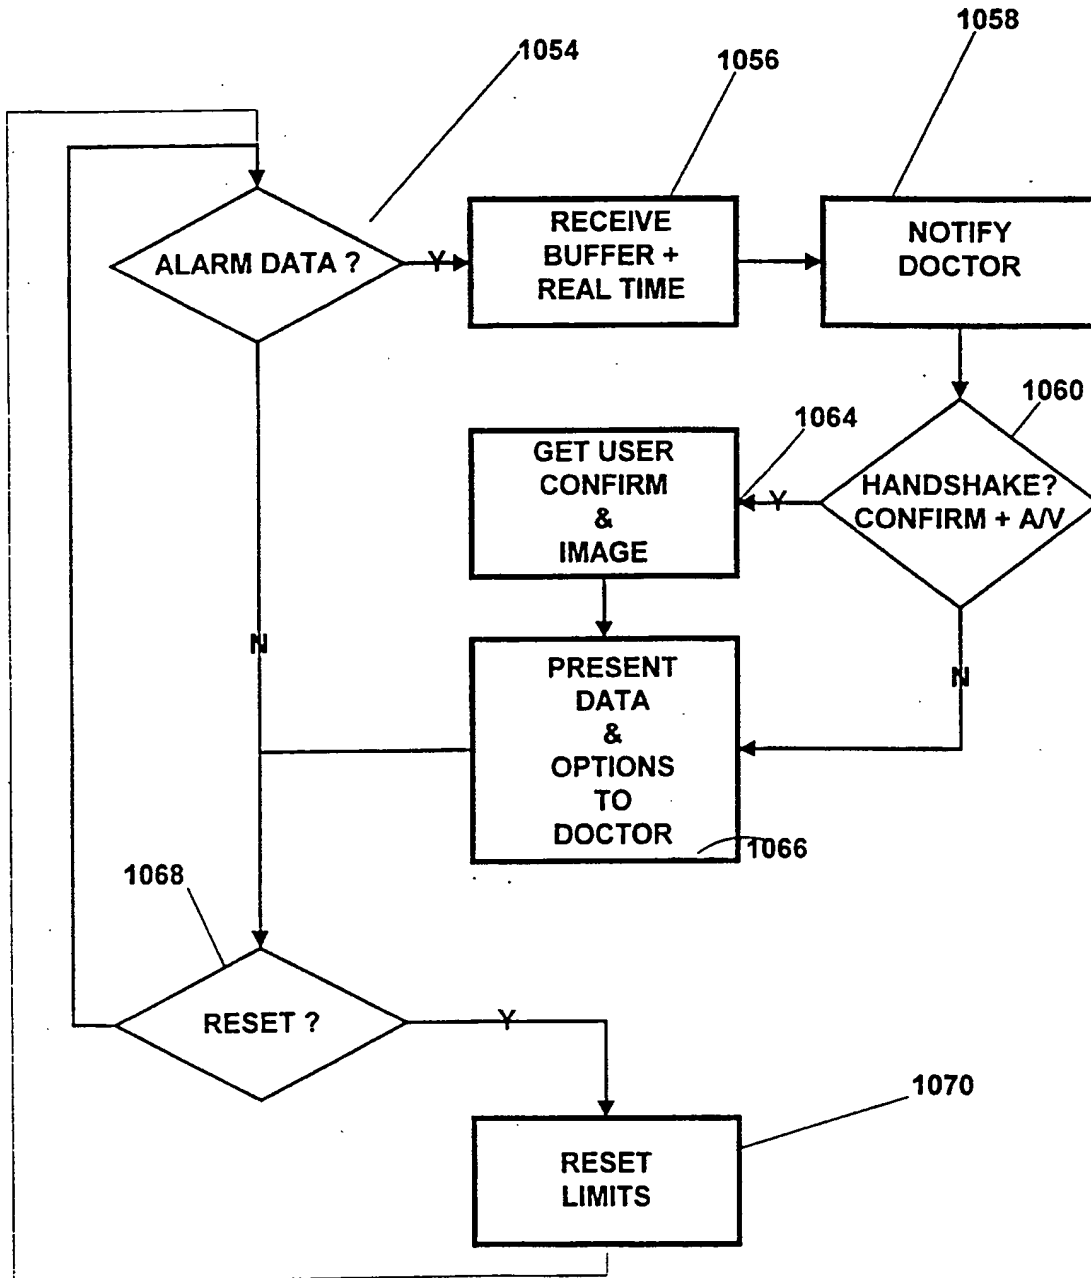 1058
1054
1056
ALARM DATA ?
Y
RECEIVE
BUFFER +
REAL TIME
NOTIFY
DOCTOR
1060
1064
GET USER
CONFIRM
&
IMAGE
Y
HANDSHAKE?
CONFIRM + A/V
N
N
PRESENT
DATA
&
OPTIONS
TO
DOCTOR
1066
1068
RESET ?
Y
1070
RESET
LIMITS